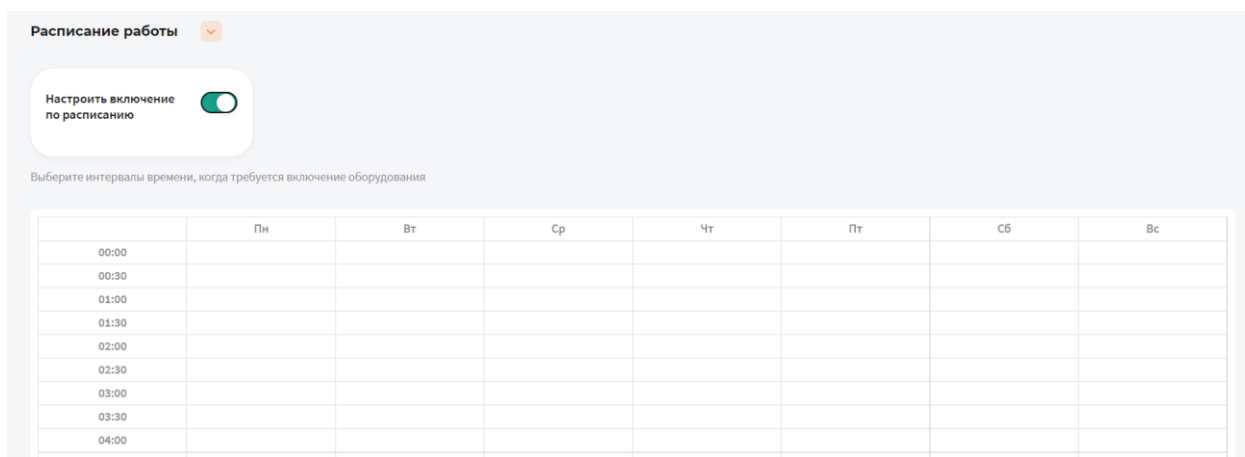 Расписание работы
Настроить включение
по расписанию
Выберите интервалы времени, когда требуется включение оборудования
Пн Вт Ср Чт Пт Сб Вс
00:00
00:30
01:00
01:30
02:00
02:30
03:00
03:30
04:00